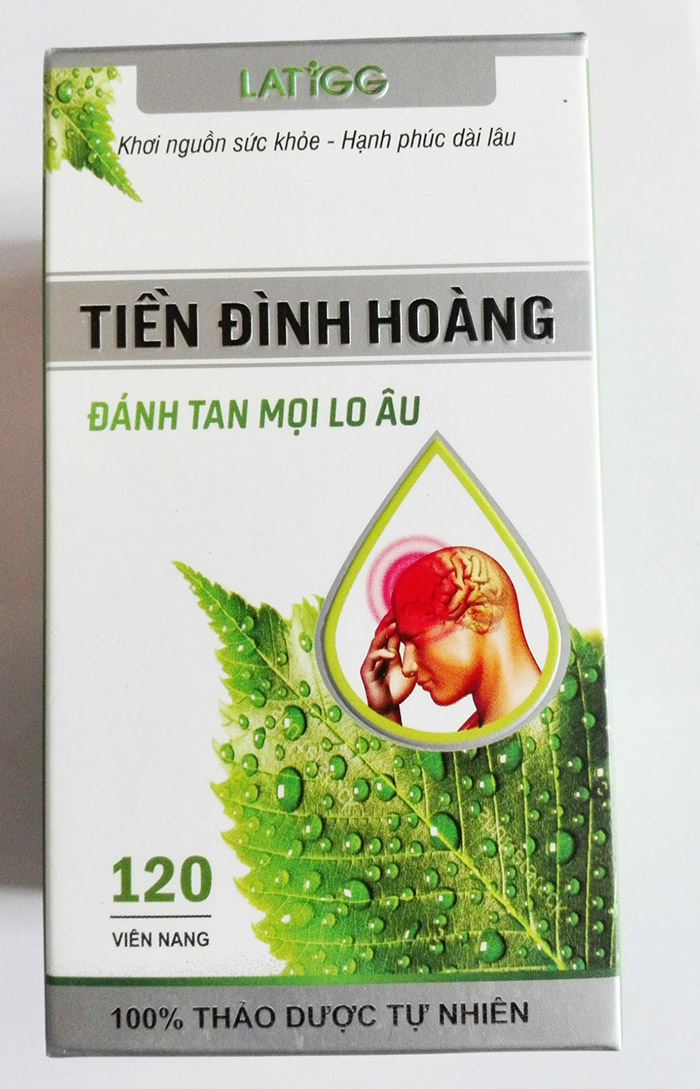 LATIGG
Khơi nguồn sức khỏe - Hạnh phúc dài lâu
TIỀN ĐÌNH HOÀNG
ĐÁNH TAN MỌI LO ÂU
120
VIÊN NANG
100% THẢO DƯỢC TỰ NHIÊN